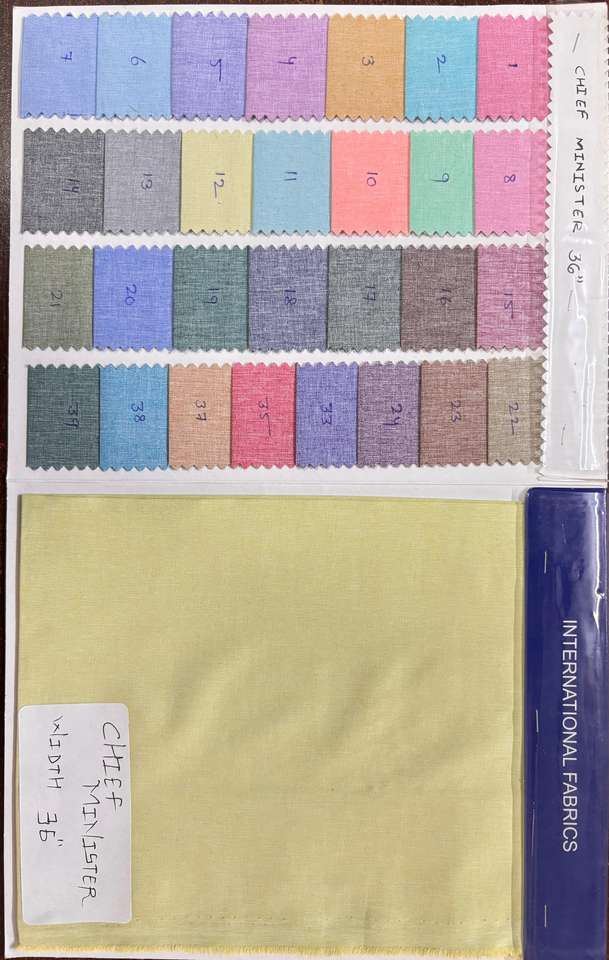 CHIEF MINISTER 36"
1 2 3 4 5 6 7
8 9 10 11 12 13 14
15 16 17 18 19 20 21
22 23 24 33 35 37 38 39
INTERNATIONAL FABRICS
CHIEF
MINISTER
WIDTH 36"